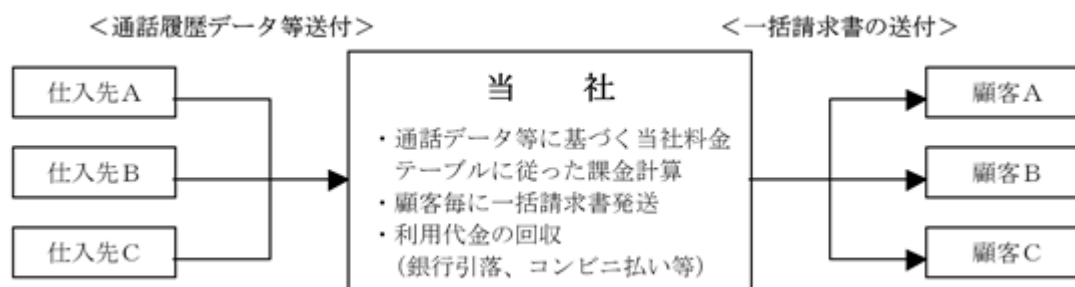 ＜通話履歴データ等送付＞
＜一括請求書の送付＞
仕入先Ａ
仕入先Ｂ
仕入先Ｃ
当　社
・通話データ等に基づく当社料金
テーブルに従った課金計算
・顧客毎に一括請求書発送
・利用代金の回収
（銀行引落、コンビニ払い等）
顧客Ａ
顧客Ｂ
顧客Ｃ